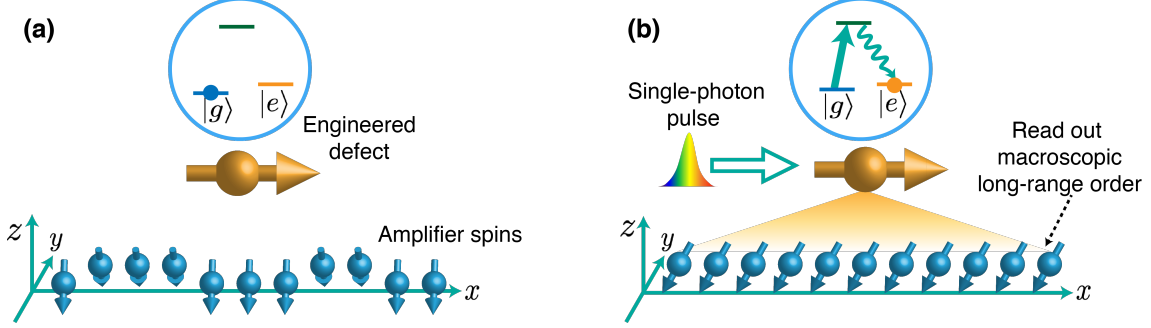 (a)
|g⟩
|e⟩
Engineered
defect
Amplifier spins
z
y
x
(b)
|g⟩
|e⟩
Single-photon
pulse
Read out
macroscopic
long-range order
z
y
x